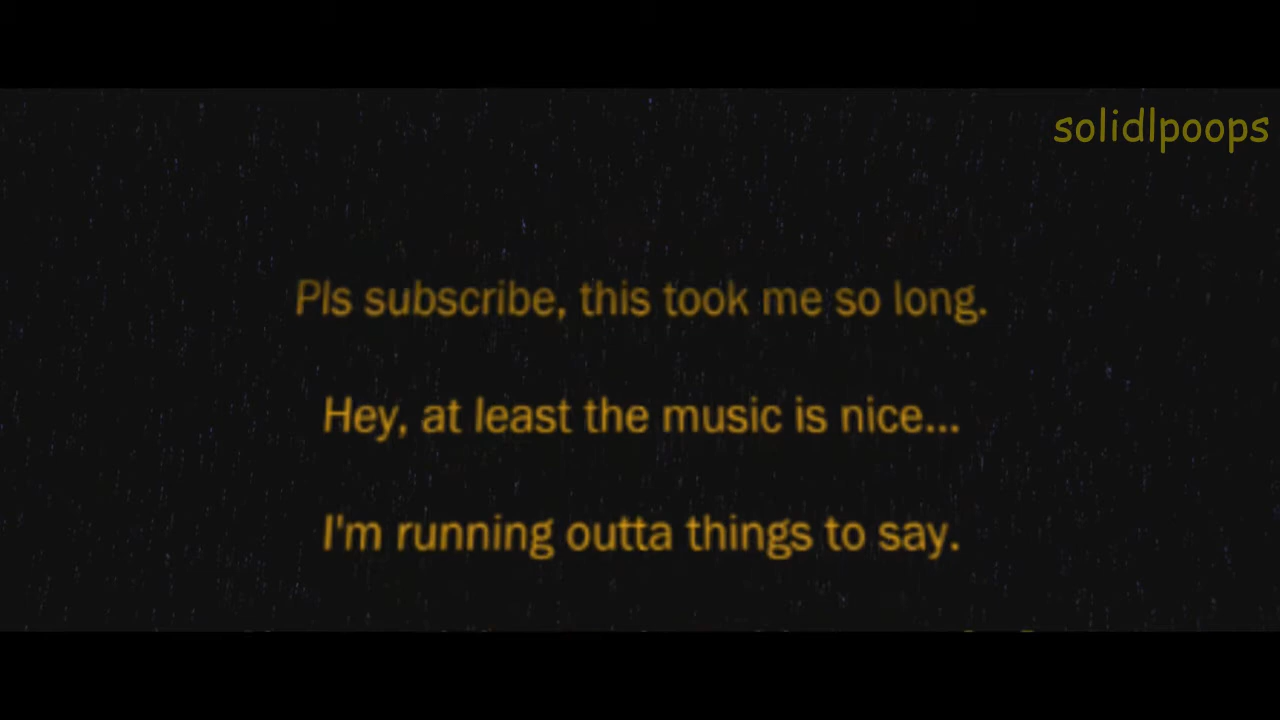 solidlpoops
Pls subscribe, this took me so long.
Hey, at least the music is nice...
I'm running outta things to say.